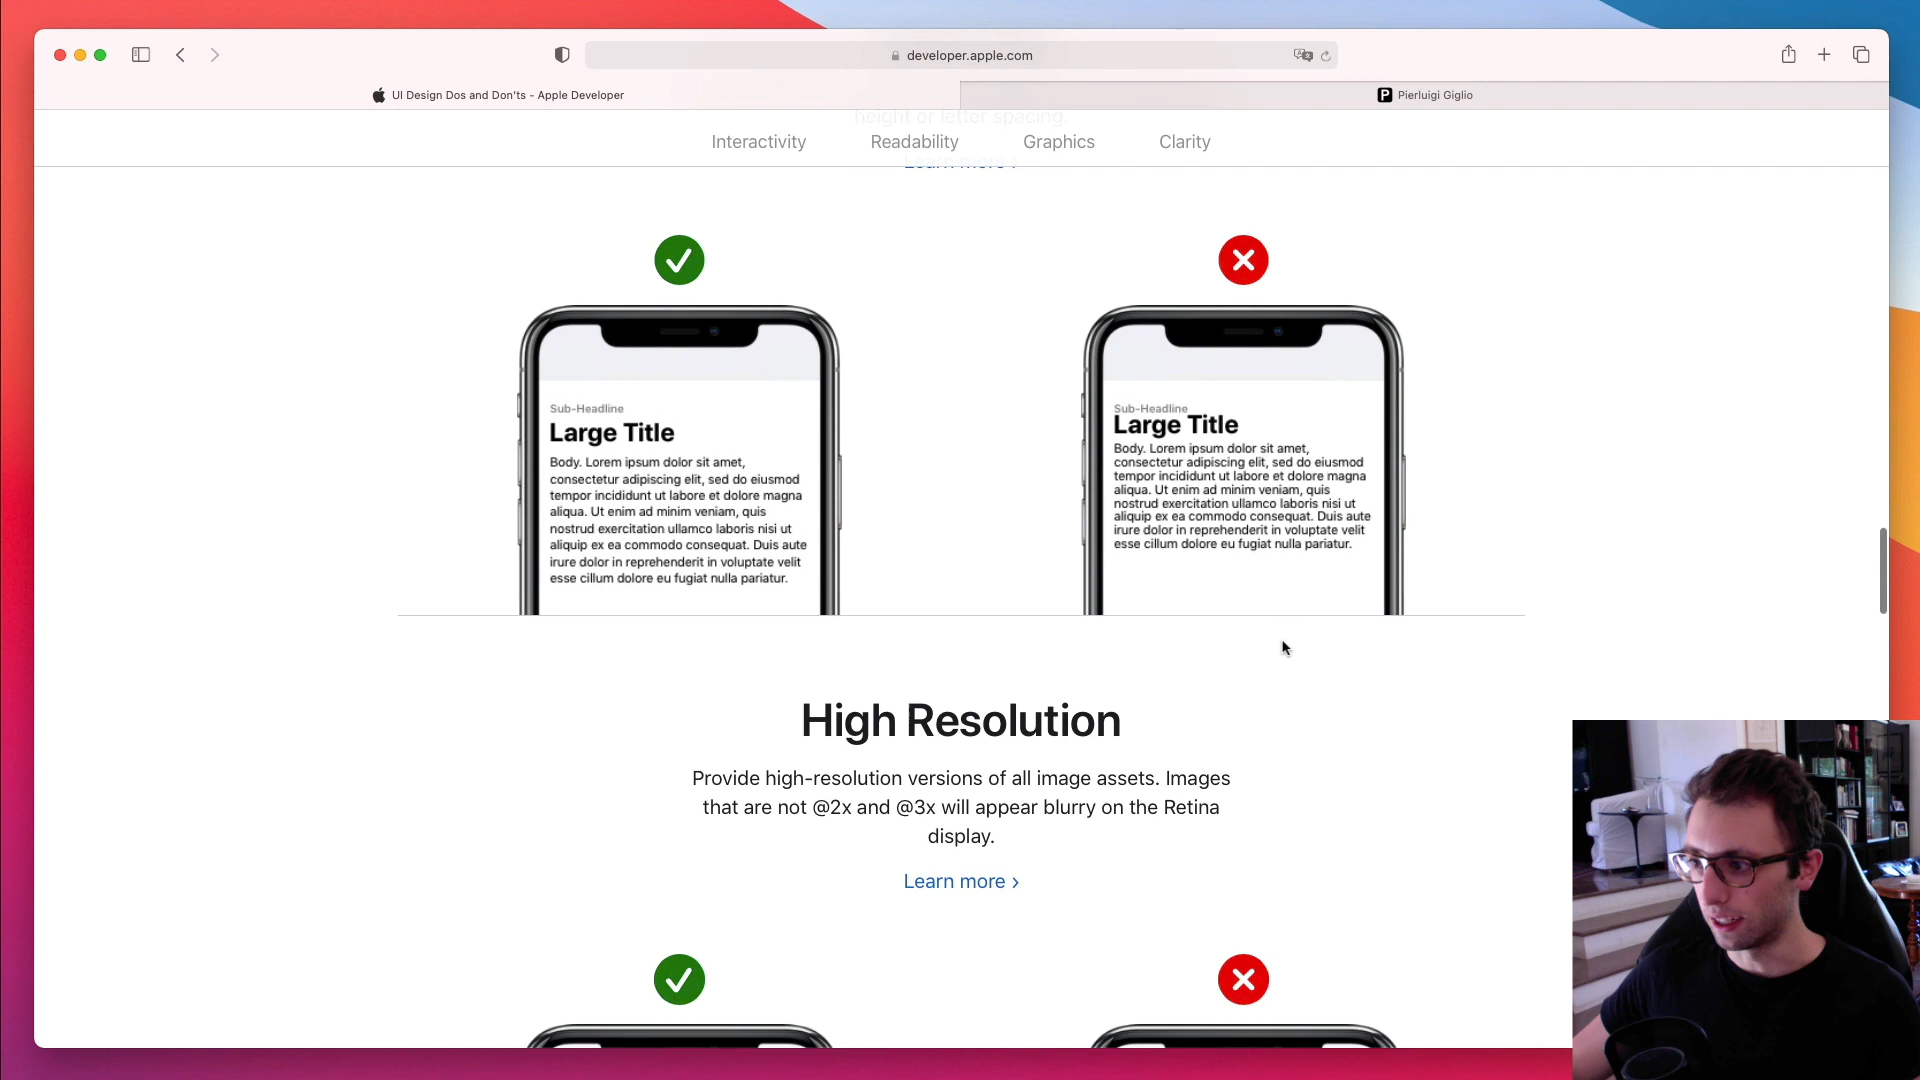 developer.apple.com
UI Design Dos and Don'ts - Apple Developer
P Pierluigi Giglio
height or letter spacing.
Interactivity Readability Graphics Clarity
Learn more ›
Sub-Headline
Large Title
Body. Lorem ipsum dolor sit amet,
consectetur adipiscing elit, sed do eiusmod
tempor incididunt ut labore et dolore magna
aliqua. Ut enim ad minim veniam, quis
nostrud exercitation ullamco laboris nisi ut
aliquip ex ea commodo consequat. Duis aute
irure dolor in reprehenderit in voluptate velit
esse cillum dolore eu fugiat nulla pariatur.
Sub-Headline
Large Title
Body. Lorem ipsum dolor sit amet,
consectetur adipiscing elit, sed do eiusmod
tempor incididunt ut labore et dolore magna
aliqua. Ut enim ad minim veniam, quis
nostrud exercitation ullamco laboris nisi ut
aliquip ex ea commodo consequat. Duis aute
irure dolor in reprehenderit in voluptate velit
esse cillum dolore eu fugiat nulla pariatur.
High Resolution
Provide high-resolution versions of all image assets. Images
that are not @2x and @3x will appear blurry on the Retina
display.
Learn more ›